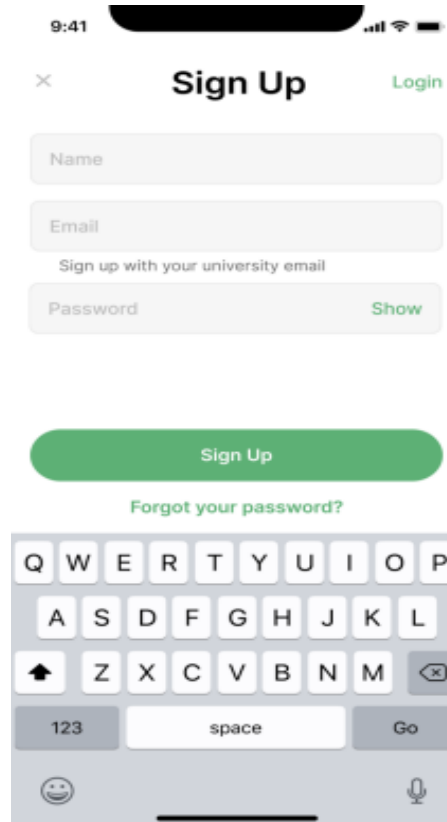 9:41
Sign Up Login
Name
Email
Sign up with your university email
Password Show
Sign Up
Forgot your password?
Q W E R T Y U I O P
A S D F G H J K L
Z X C V B N M
123 space Go